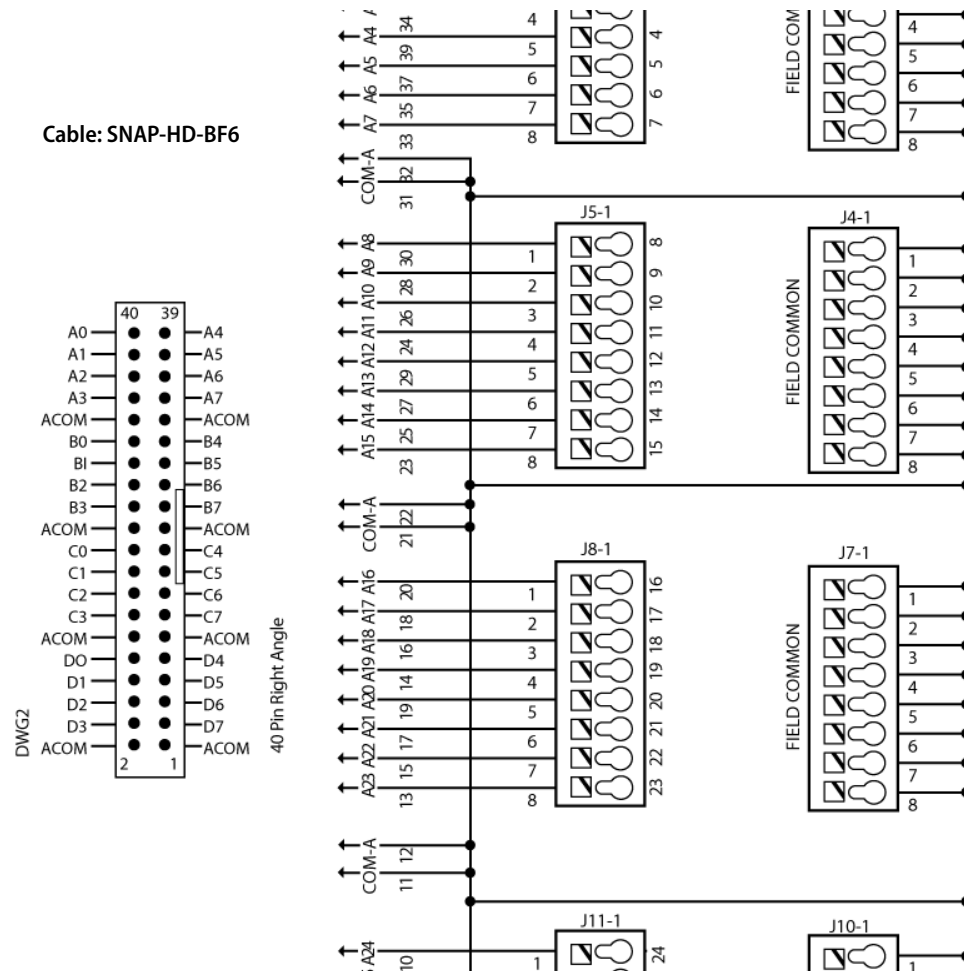 Cable: SNAP-HD-BF6
A4 34 4 4 4
A5 39 5 5 5
A6 37 6 6 6
A7 35 7 7 7
33 8 8
FIELD COM
COM-A 32
31
J5-1
J4-1
A8 30 1 8 1
A9 28 2 9 2
A10 26 3 10 3
A11 24 4 11 4
A12 29 5 12 5
A13 27 6 13 6
A14 25 7 14 7
A15 23 8 15 8
FIELD COMMON
COM-A 22
21
J8-1
J7-1
A16 20 1 16 1
A17 18 2 17 2
A18 16 3 18 3
A19 14 4 19 4
A20 19 5 20 5
A21 17 6 21 6
A22 15 7 22 7
A23 13 8 23 8
FIELD COMMON
COM-A 12
11
J11-1
J10-1
A24 10 1 24 1
40 39
A0 A4
A1 A5
A2 A6
A3 A7
ACOM ACOM
B0 B4
BI B5
B2 B6
B3 B7
ACOM ACOM
C0 C4
C1 C5
C2 C6
C3 C7
ACOM ACOM
DO D4
D1 D5
D2 D6
D3 D7
ACOM ACOM
2 1
DWG2
40 Pin Right Angle